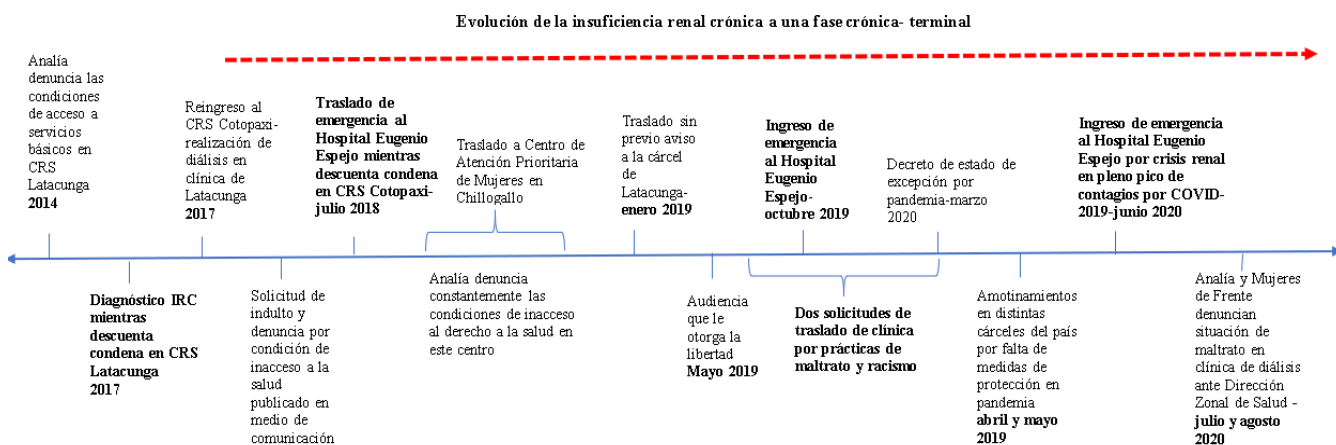 Evolución de la insuficiencia renal crónica a una fase crónica- terminal
Analía
denuncia las
condiciones
de acceso a
servicios
básicos en
CRS
Latacunga
2014
Reingreso al
CRS Cotopaxi-
realización de
diálisis en
clínica de
Latacunga
2017
Traslado de
emergencia al
Hospital Eugenio
Espejo mientras
descuenta condena
en CRS Cotopaxi-
julio 2018
Traslado a Centro de
Atención Prioritaria
de Mujeres en
Chillogallo
Traslado sin
previo aviso
a la cárcel
de
Latacunga-
enero 2019
Ingreso de
emergencia
al Hospital
Eugenio
Espejo-
octubre 2019
Decreto de estado de
excepción por
pandemia-marzo
2020
Ingreso de emergencia
al Hospital Eugenio
Espejo por crisis renal
en pleno pico de
contagios por COVID-
2019-junio 2020
Diagnóstico IRC
mientras
descuenta
condena en CRS
Latacunga
2017
Solicitud de
indulto y
denuncia por
condición de
inacceso a la
salud
publicado en
medio de
comunicación
Analía denuncia
constantemente las
condiciones de inacceso
al derecho a la salud en
este centro
Audiencia
que le
otorga la
libertad
Mayo 2019
Dos solicitudes de
traslado de clínica
por prácticas de
maltrato y racismo
Amotinamientos
en distintas
cárceles del país
por falta de
medidas de
protección en
pandemia
abril y mayo
2019
Analía y Mujeres de
Frente
denuncian
situación de
maltrato en
clínica de diálisis
ante Dirección
Zonal de Salud -
julio y agosto
2020